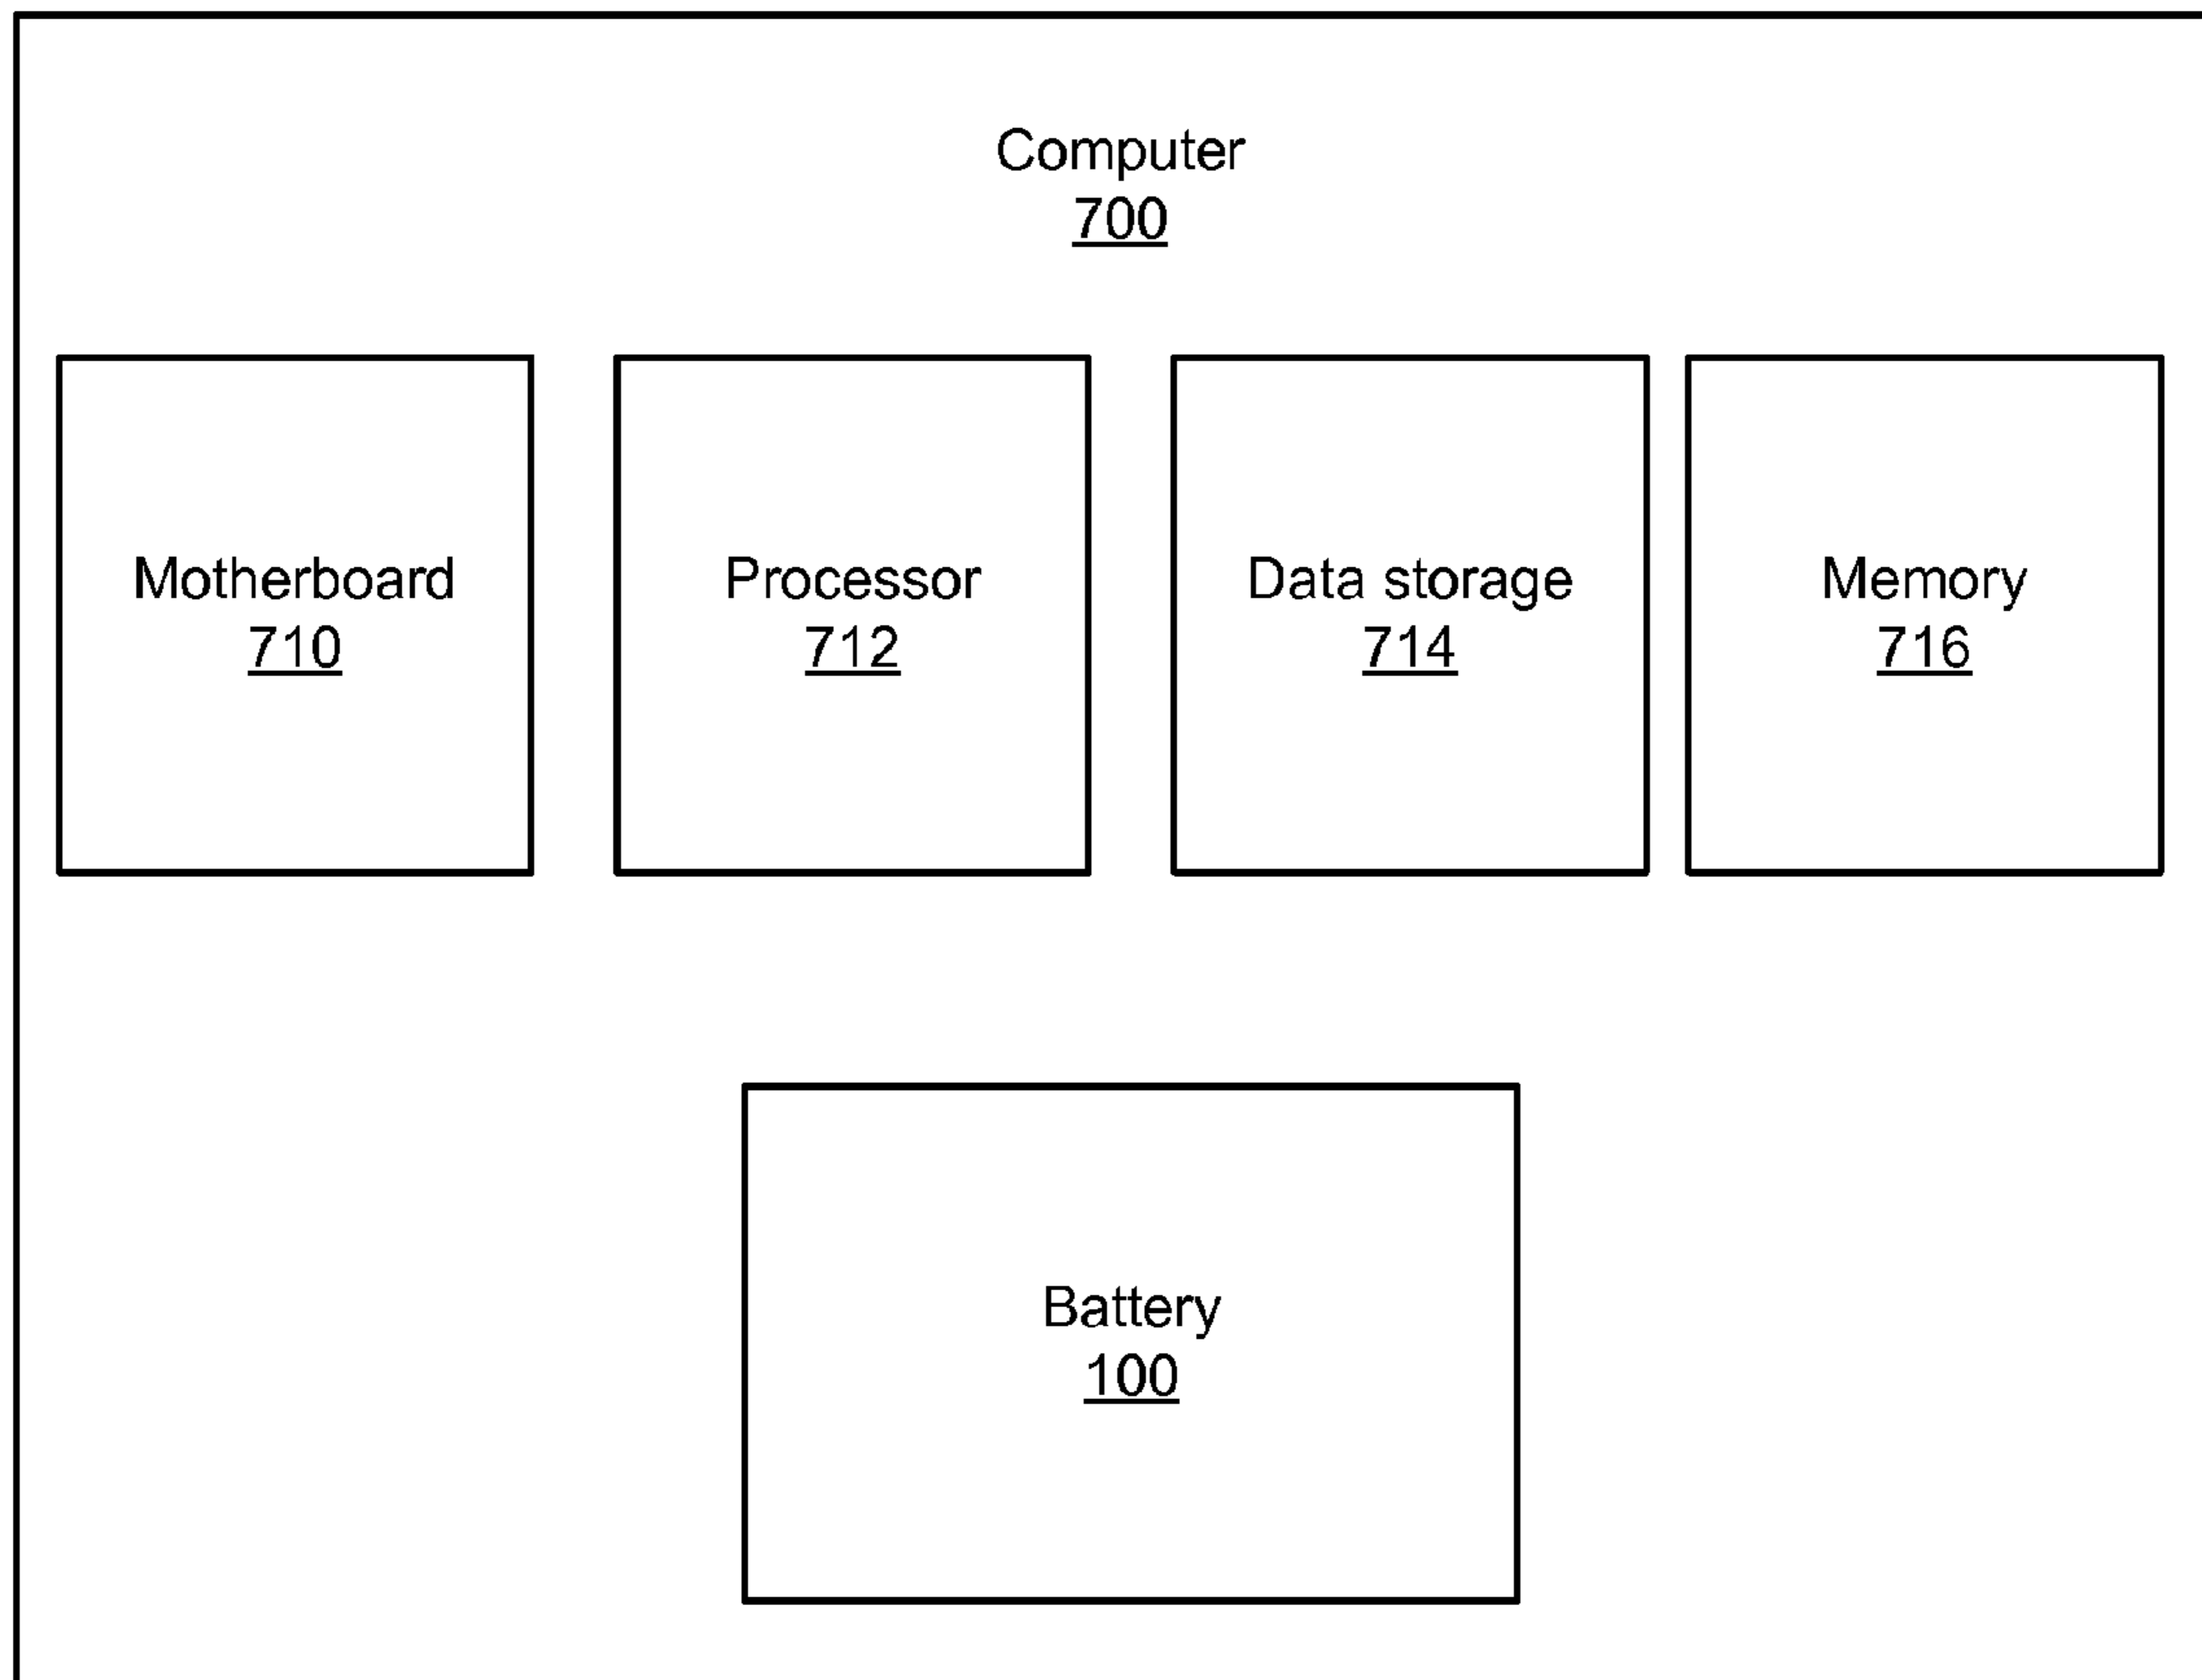 Computer
700
Motherboard
710
Processor
712
Data storage
714
Memory
716
Battery
100